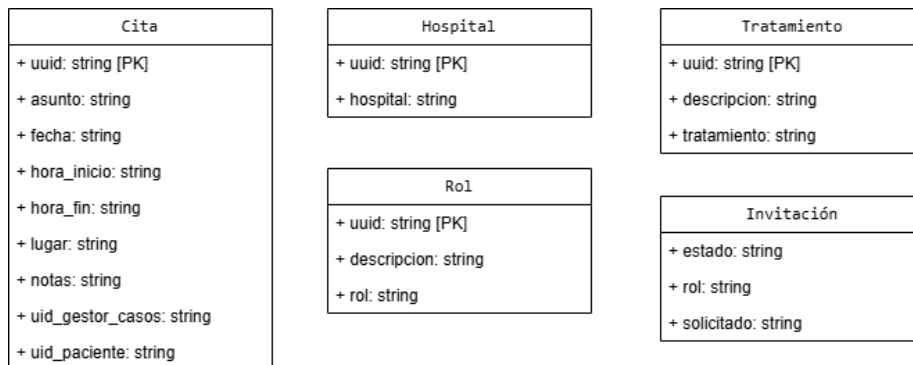 Cita
+ uuid: string [PK]
+ asunto: string
+ fecha: string
+ hora_inicio: string
+ hora_fin: string
+ lugar: string
+ notas: string
+ uid_gestor_casos: string
+ uid_paciente: string
Hospital
+ uuid: string [PK]
+ hospital: string
Rol
+ uuid: string [PK]
+ descripcion: string
+ rol: string
Tratamiento
+ uuid: string [PK]
+ descripcion: string
+ tratamiento: string
Invitación
+ estado: string
+ rol: string
+ solicitado: string